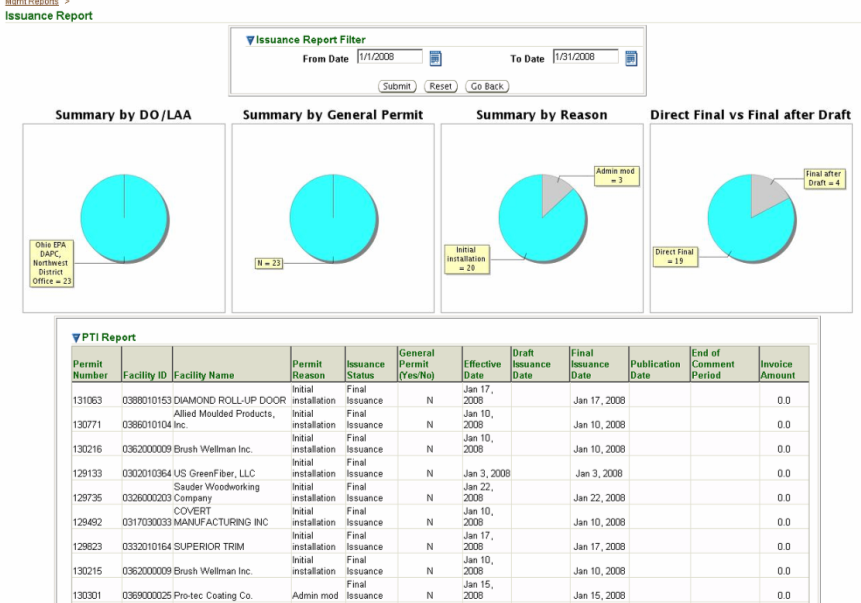 Mgmt Reports >
Issuance Report
Issuance Report Filter
From Date 1/1/2008 To Date 1/31/2008
Submit Reset Go Back
Summary by DO/LAA Summary by General Permit Summary by Reason Direct Final vs Final after Draft
Ohio EPA
DAPC,
Northwest
District
Office = 23
N = 23
Admin mod
= 3
Initial
installation
= 20
Final after
Draft = 4
Direct Final
= 19
PTI Report
Permit Number Facility ID Facility Name Permit Reason Issuance Status General Permit (Yes/No) Effective Date Draft Issuance Date Final Issuance Date Publication Date End of Comment Period Invoice Amount
131063 0388010153 DIAMOND ROLL-UP DOOR Initial installation Final Issuance N Jan 17, 2008 Jan 17, 2008 0.0
130771 0386010104 Allied Moulded Products, Inc. Initial installation Final Issuance N Jan 10, 2008 Jan 10, 2008 0.0
130216 0362000009 Brush Wellman Inc. Initial installation Final Issuance N Jan 10, 2008 Jan 10, 2008 0.0
129133 0302010364 US GreenFiber, LLC Initial installation Final Issuance N Jan 3, 2008 Jan 3, 2008 0.0
129735 0326000203 Sauder Woodworking Company Initial installation Final Issuance N Jan 22, 2008 Jan 22, 2008 0.0
129492 0317030033 COVERT MANUFACTURING INC Initial installation Final Issuance N Jan 10, 2008 Jan 10, 2008 0.0
129823 0332010164 SUPERIOR TRIM Initial installation Final Issuance N Jan 17, 2008 Jan 17, 2008 0.0
130215 0362000009 Brush Wellman Inc. Initial installation Final Issuance N Jan 10, 2008 Jan 10, 2008 0.0
130301 0369000025 Pro-tec Coating Co. Admin mod Final Issuance N Jan 15, 2008 Jan 15, 2008 0.0